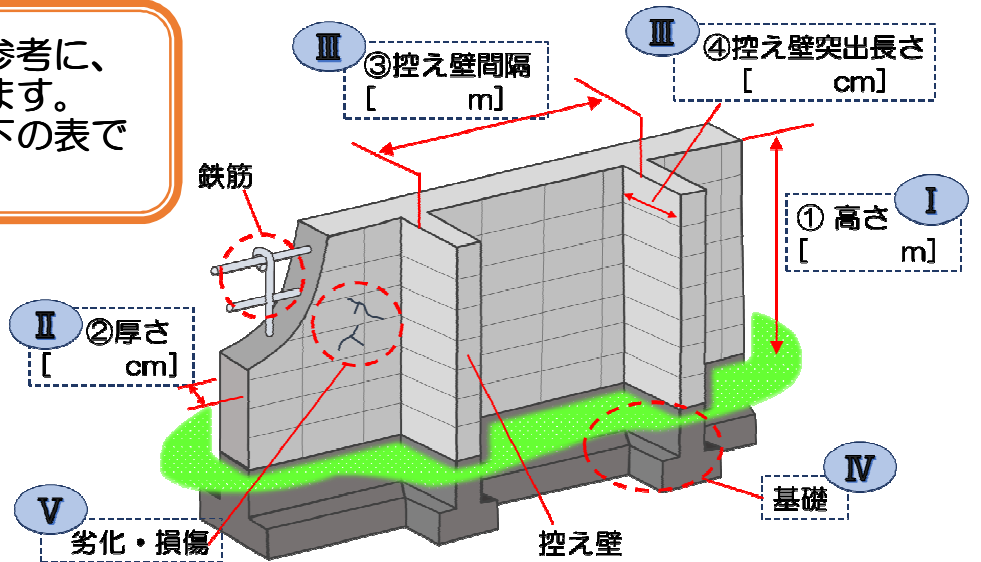 参考に、
ます。
下の表で
Ⅲ
③控え壁間隔
[ m]
Ⅲ
④控え壁突出長さ
[ cm]
鉄筋
Ⅰ
① 高さ
[ m]
Ⅱ
②厚さ
[ cm]
Ⅳ
基礎
Ⅴ
劣化・損傷
控え壁